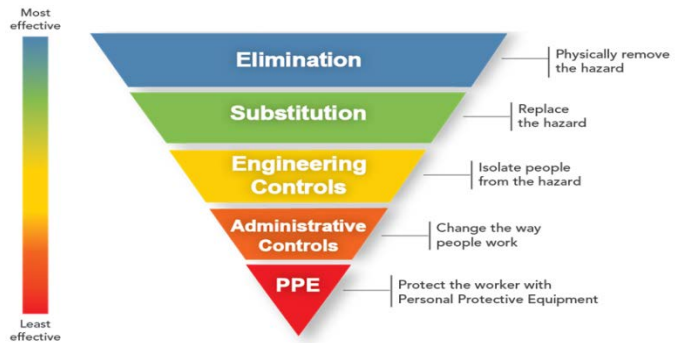 Most
effective
Elimination
Physically remove
the hazard
Substitution
Replace
the hazard
Engineering
Controls
Isolate people
from the hazard
Administrative
Controls
Change the way
people work
PPE
Protect the worker with
Personal Protective Equipment
Least
effective